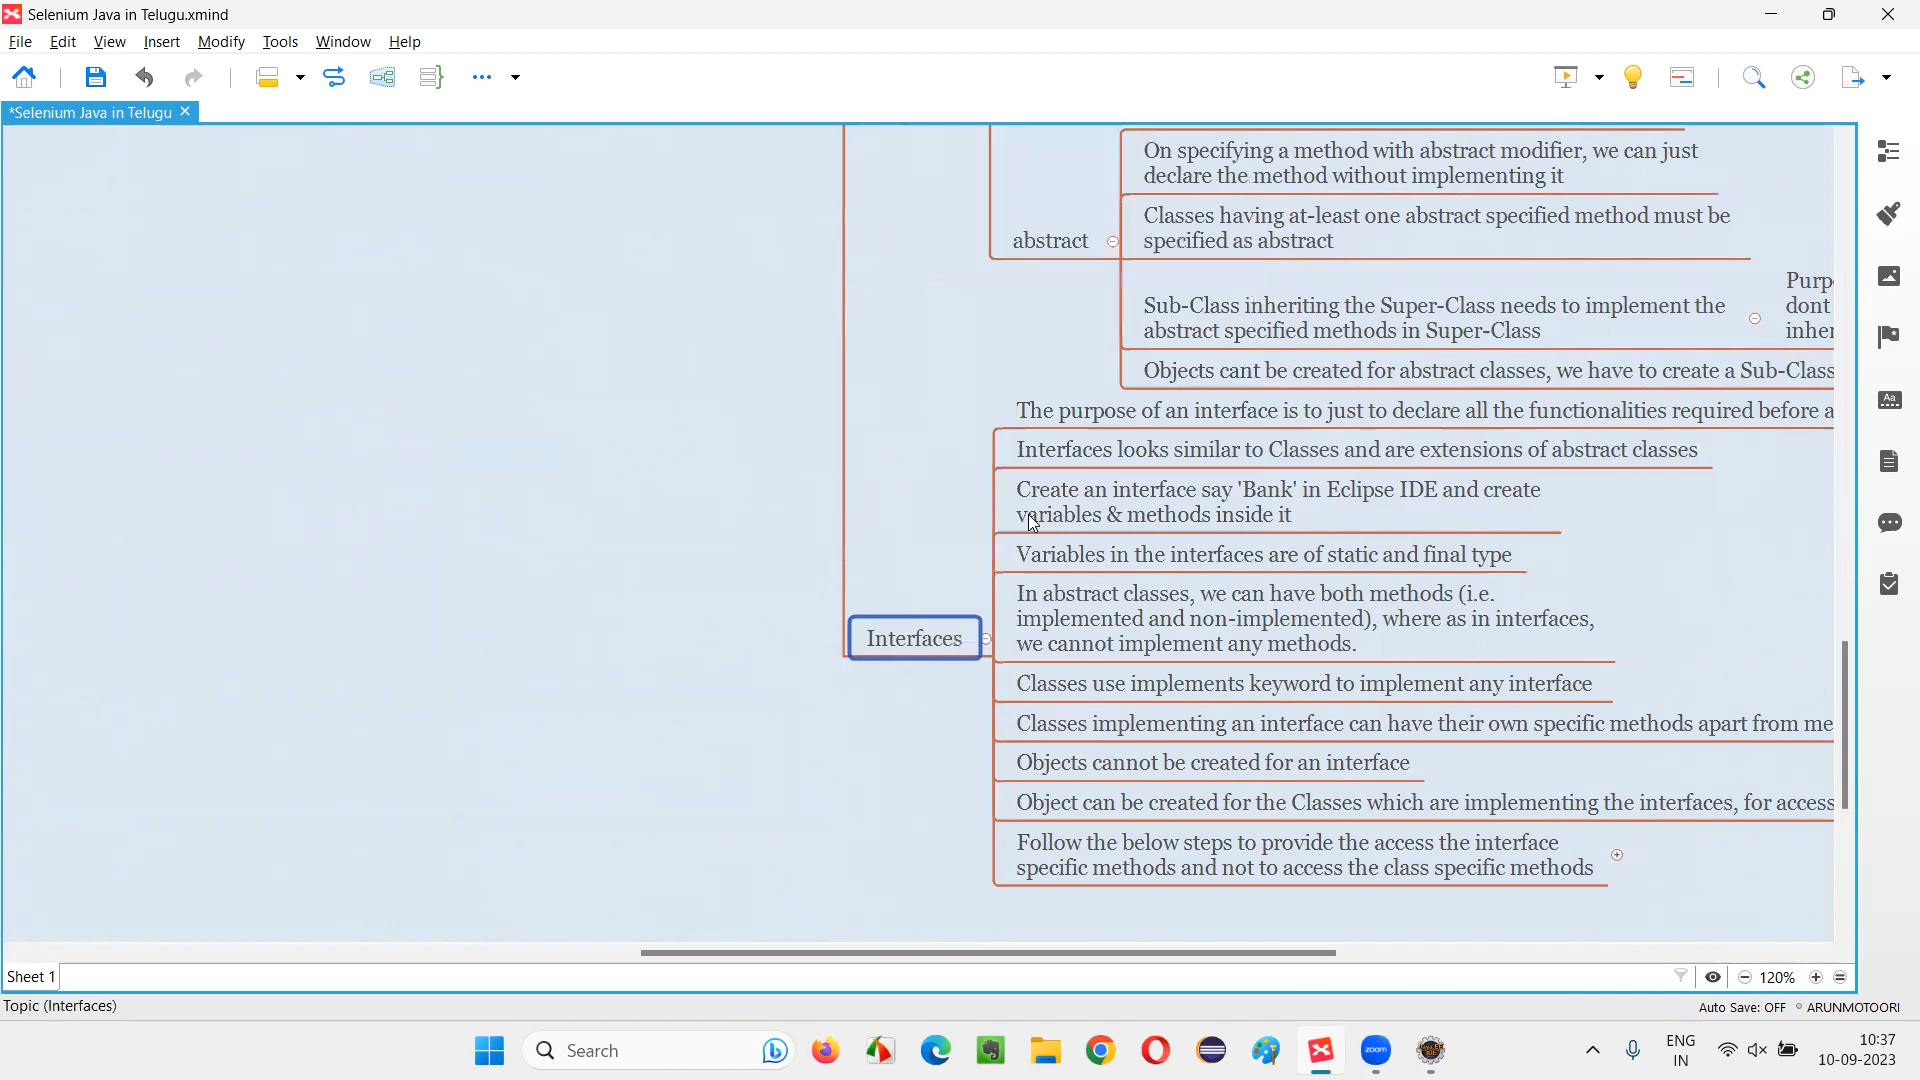 Selenium Java in Telugu.xmind
File Edit View Insert Modify Tools Window Help
*Selenium Java in Telugu
On specifying a method with abstract modifier, we can just
declare the method without implementing it
Classes having at-least one abstract specified method must be
specified as abstract
abstract
Sub-Class inheriting the Super-Class needs to implement the
abstract specified methods in Super-Class
Purp
dont
inher
Objects cant be created for abstract classes, we have to create a Sub-Class
The purpose of an interface is to just to declare all the functionalities required before a
Interfaces looks similar to Classes and are extensions of abstract classes
Create an interface say 'Bank' in Eclipse IDE and create
variables & methods inside it
Variables in the interfaces are of static and final type
In abstract classes, we can have both methods (i.e.
implemented and non-implemented), where as in interfaces,
we cannot implement any methods.
Interfaces
Classes use implements keyword to implement any interface
Classes implementing an interface can have their own specific methods apart from me
Objects cannot be created for an interface
Object can be created for the Classes which are implementing the interfaces, for access
Follow the below steps to provide the access the interface
specific methods and not to access the class specific methods
Sheet 1
120%
Topic (Interfaces)
Auto Save: OFF
ARUNMOTOORI
Search
zoom
ENG
IN
10:37
10-09-2023